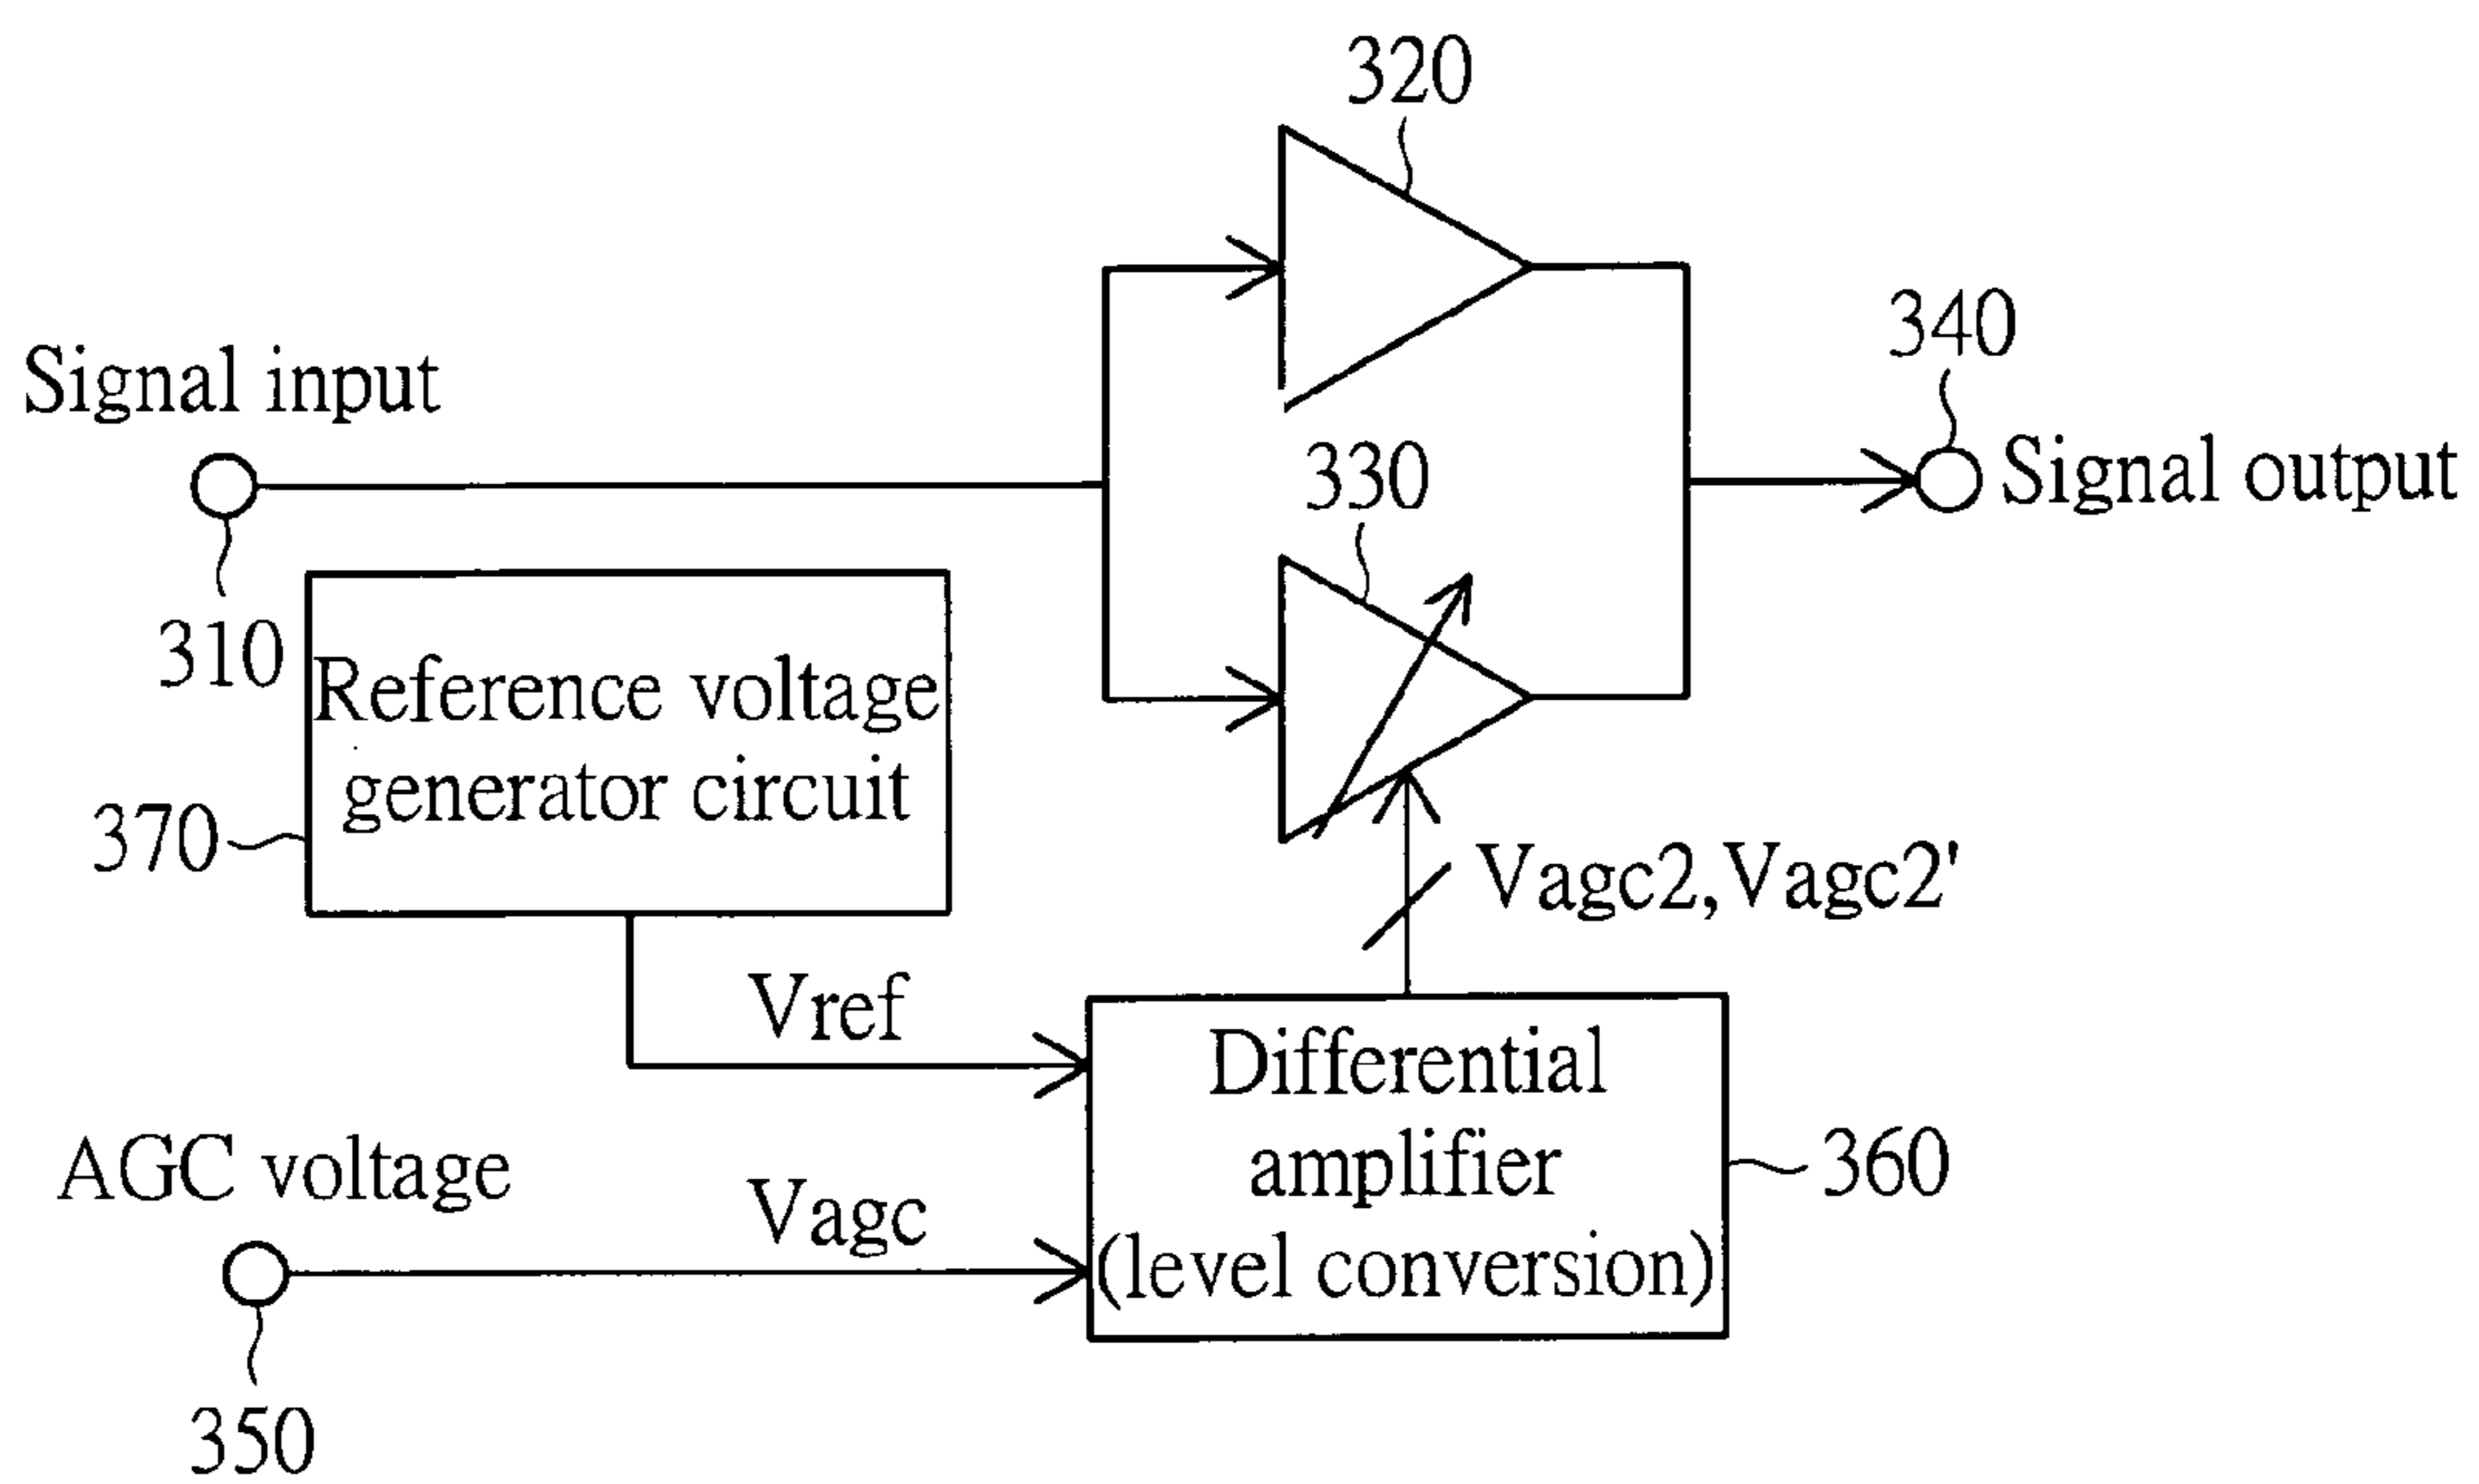 320
340
Signal input
330
Signal output
310
Reference voltage
generator circuit
370
Vagc2,Vagc2'
Vref
Differential
amplifier
(level conversion)
360
AGC voltage
Vagc
350